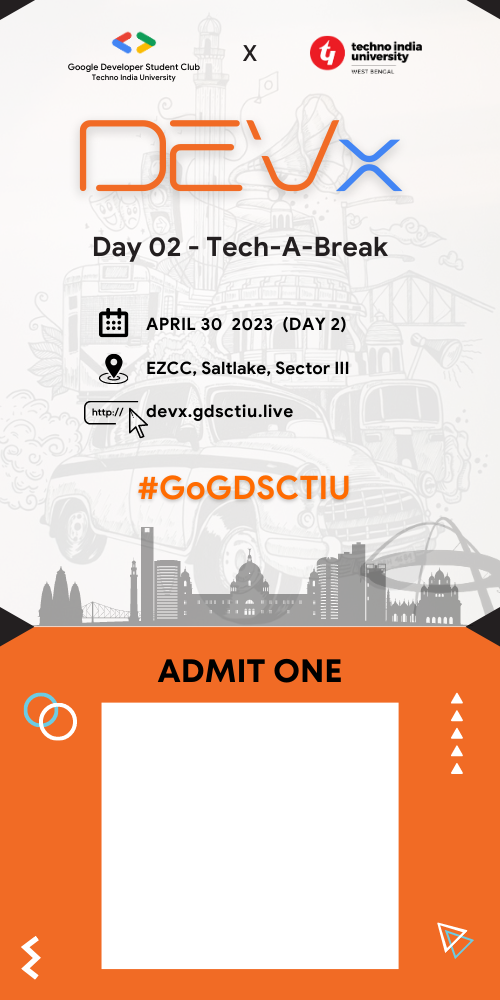 Google Developer Student Club
Techno India University
X
techno india
university
WEST BENGAL
DEVx
Day 02 - Tech-A-Break
APRIL 30 2023 (DAY 2)
EZCC, Saltlake, Sector III
http:// devx.gdsctiu.live
#GoGDSCTIU
ADMIT ONE